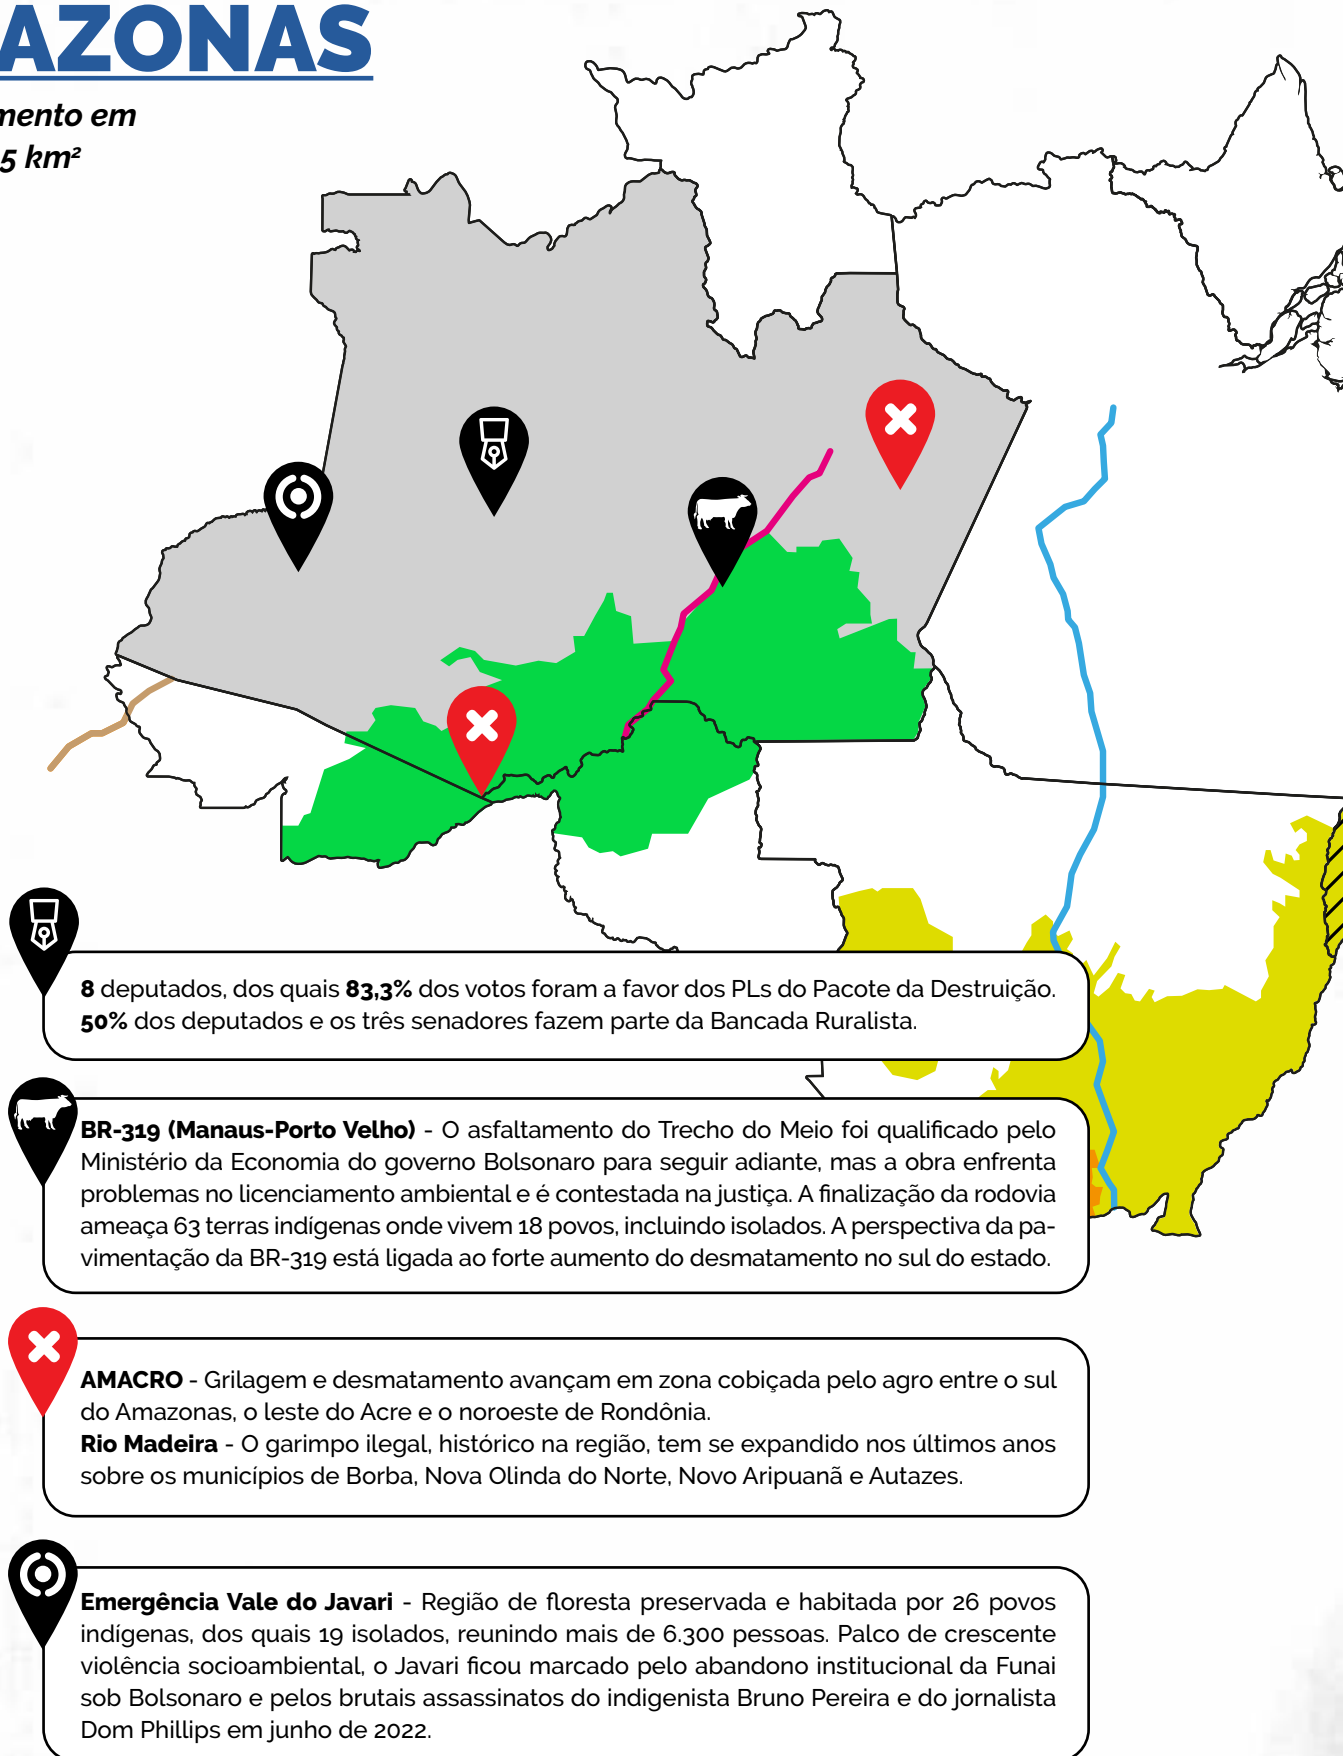 AZONAS
mento em
5 km²
8 deputados, dos quais 83,3% dos votos foram a favor dos PLs do Pacote da Destruição.
50% dos deputados e os três senadores fazem parte da Bancada Ruralista.
BR-319 (Manaus-Porto Velho) - O asfaltamento do Trecho do Meio foi qualificado pelo
Ministério da Economia do governo Bolsonaro para seguir adiante, mas a obra enfrenta
problemas no licenciamento ambiental e é contestada na justiça. A finalização da rodovia
ameaça 63 terras indígenas onde vivem 18 povos, incluindo isolados. A perspectiva da pa-
vimentação da BR-319 está ligada ao forte aumento do desmatamento no sul do estado.
AMACRO - Grilagem e desmatamento avançam em zona cobiçada pelo agro entre o sul
do Amazonas, o leste do Acre e o noroeste de Rondônia.
Rio Madeira - O garimpo ilegal, histórico na região, tem se expandido nos últimos anos
sobre os municípios de Borba, Nova Olinda do Norte, Novo Aripuanã e Autazes.
Emergência Vale do Javari - Região de floresta preservada e habitada por 26 povos
indígenas, dos quais 19 isolados, reunindo mais de 6.300 pessoas. Palco de crescente
violência socioambiental, o Javari ficou marcado pelo abandono institucional da Funai
sob Bolsonaro e pelos brutais assassinatos do indigenista Bruno Pereira e do jornalista
Dom Phillips em junho de 2022.